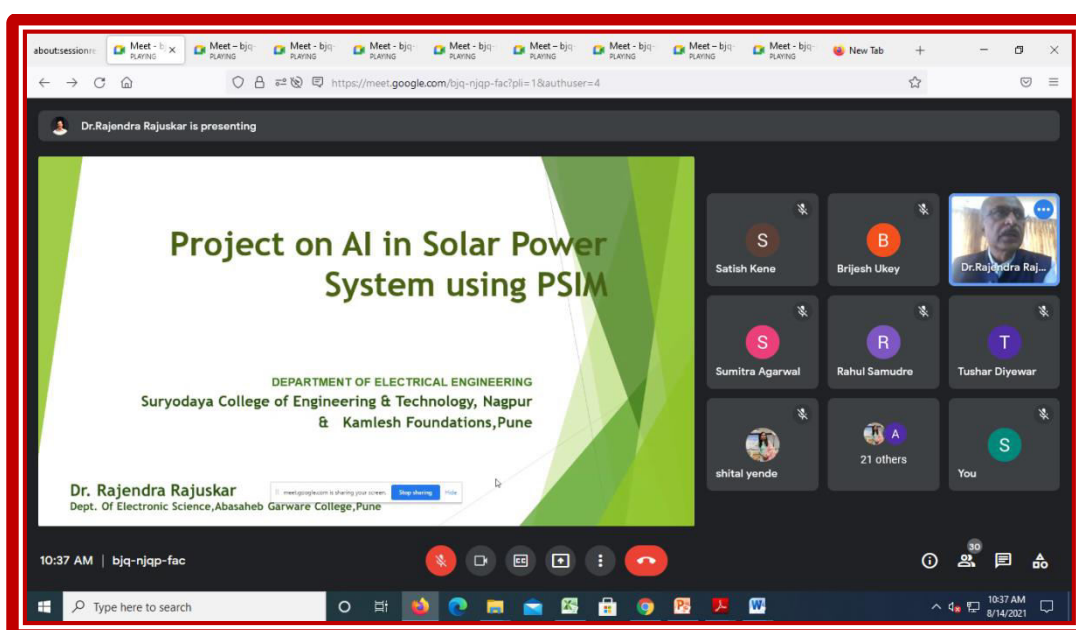 about:sessionre
Meet - bj
PLAYING
Meet – bjq-
PLAYING
Meet - bjq-
PLAYING
Meet - bjq-
PLAYING
Meet - bjq-
PLAYING
Meet – bjq-
PLAYING
Meet - bjq-
PLAYING
Meet – bjq-
PLAYING
Meet - bjq-
PLAYING
New Tab
https://meet.google.com/bjq-njqp-fac?pli=1&authuser=4
Dr.Rajendra Rajuskar is presenting
Project on AI in Solar Power
System using PSIM
DEPARTMENT OF ELECTRICAL ENGINEERING
Suryodaya College of Engineering & Technology, Nagpur
& Kamlesh Foundations,Pune
Dr. Rajendra Rajuskar
Dept. Of Electronic Science,Abasaheb Garware College,Pune
meet.google.com is sharing your screen. Stop sharing Hide
S
Satish Kene
B
Brijesh Ukey
Dr.Rajendra Raj...
S
Sumitra Agarwal
R
Rahul Samudre
T
Tushar Diyewar
shital yende
A
21 others
S
You
10:37 AM | bjq-njqp-fac
CC
30
Type here to search
10:37 AM
8/14/2021